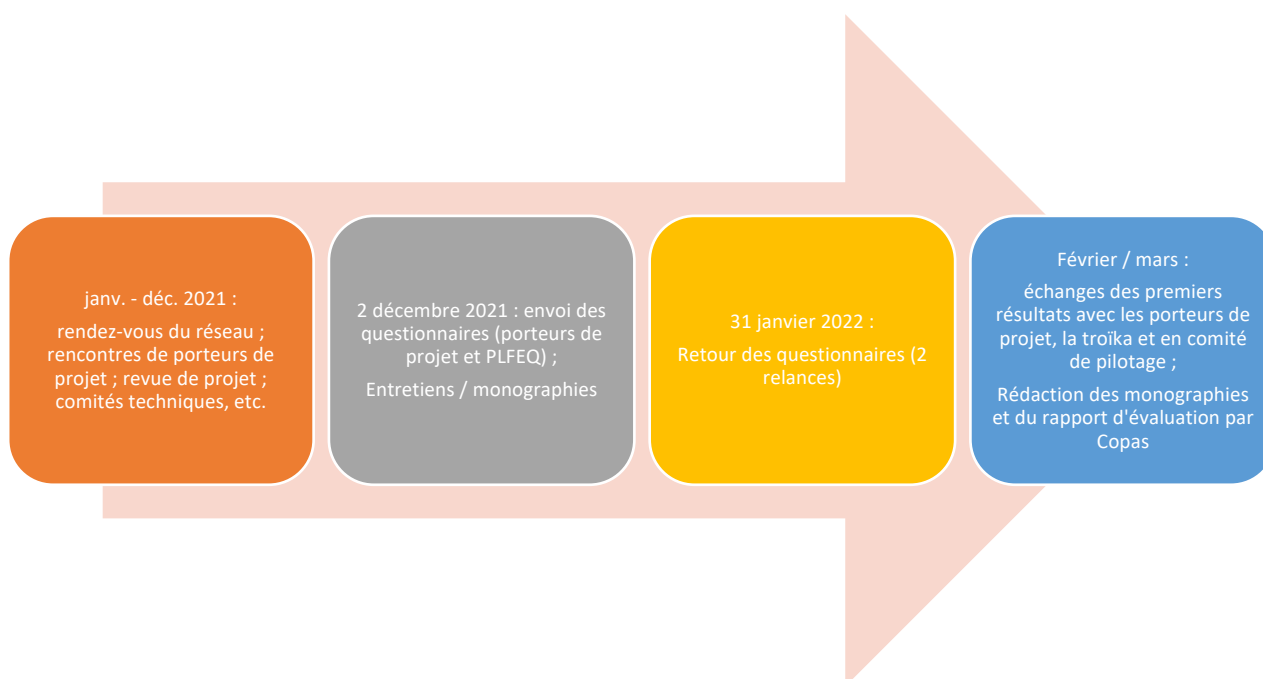 janv. - déc. 2021 :
rendez-vous du réseau ;
rencontres de porteurs de
projet ; revue de projet ;
comités techniques, etc.
2 décembre 2021 : envoi des
questionnaires (porteurs de
projet et PLFEQ) ;
Entretiens / monographies
31 janvier 2022 :
Retour des questionnaires (2
relances)
Février / mars :
échanges des premiers
résultats avec les porteurs de
projet, la troïka et en comité
de pilotage ;
Rédaction des monographies
et du rapport d'évaluation par
Copas